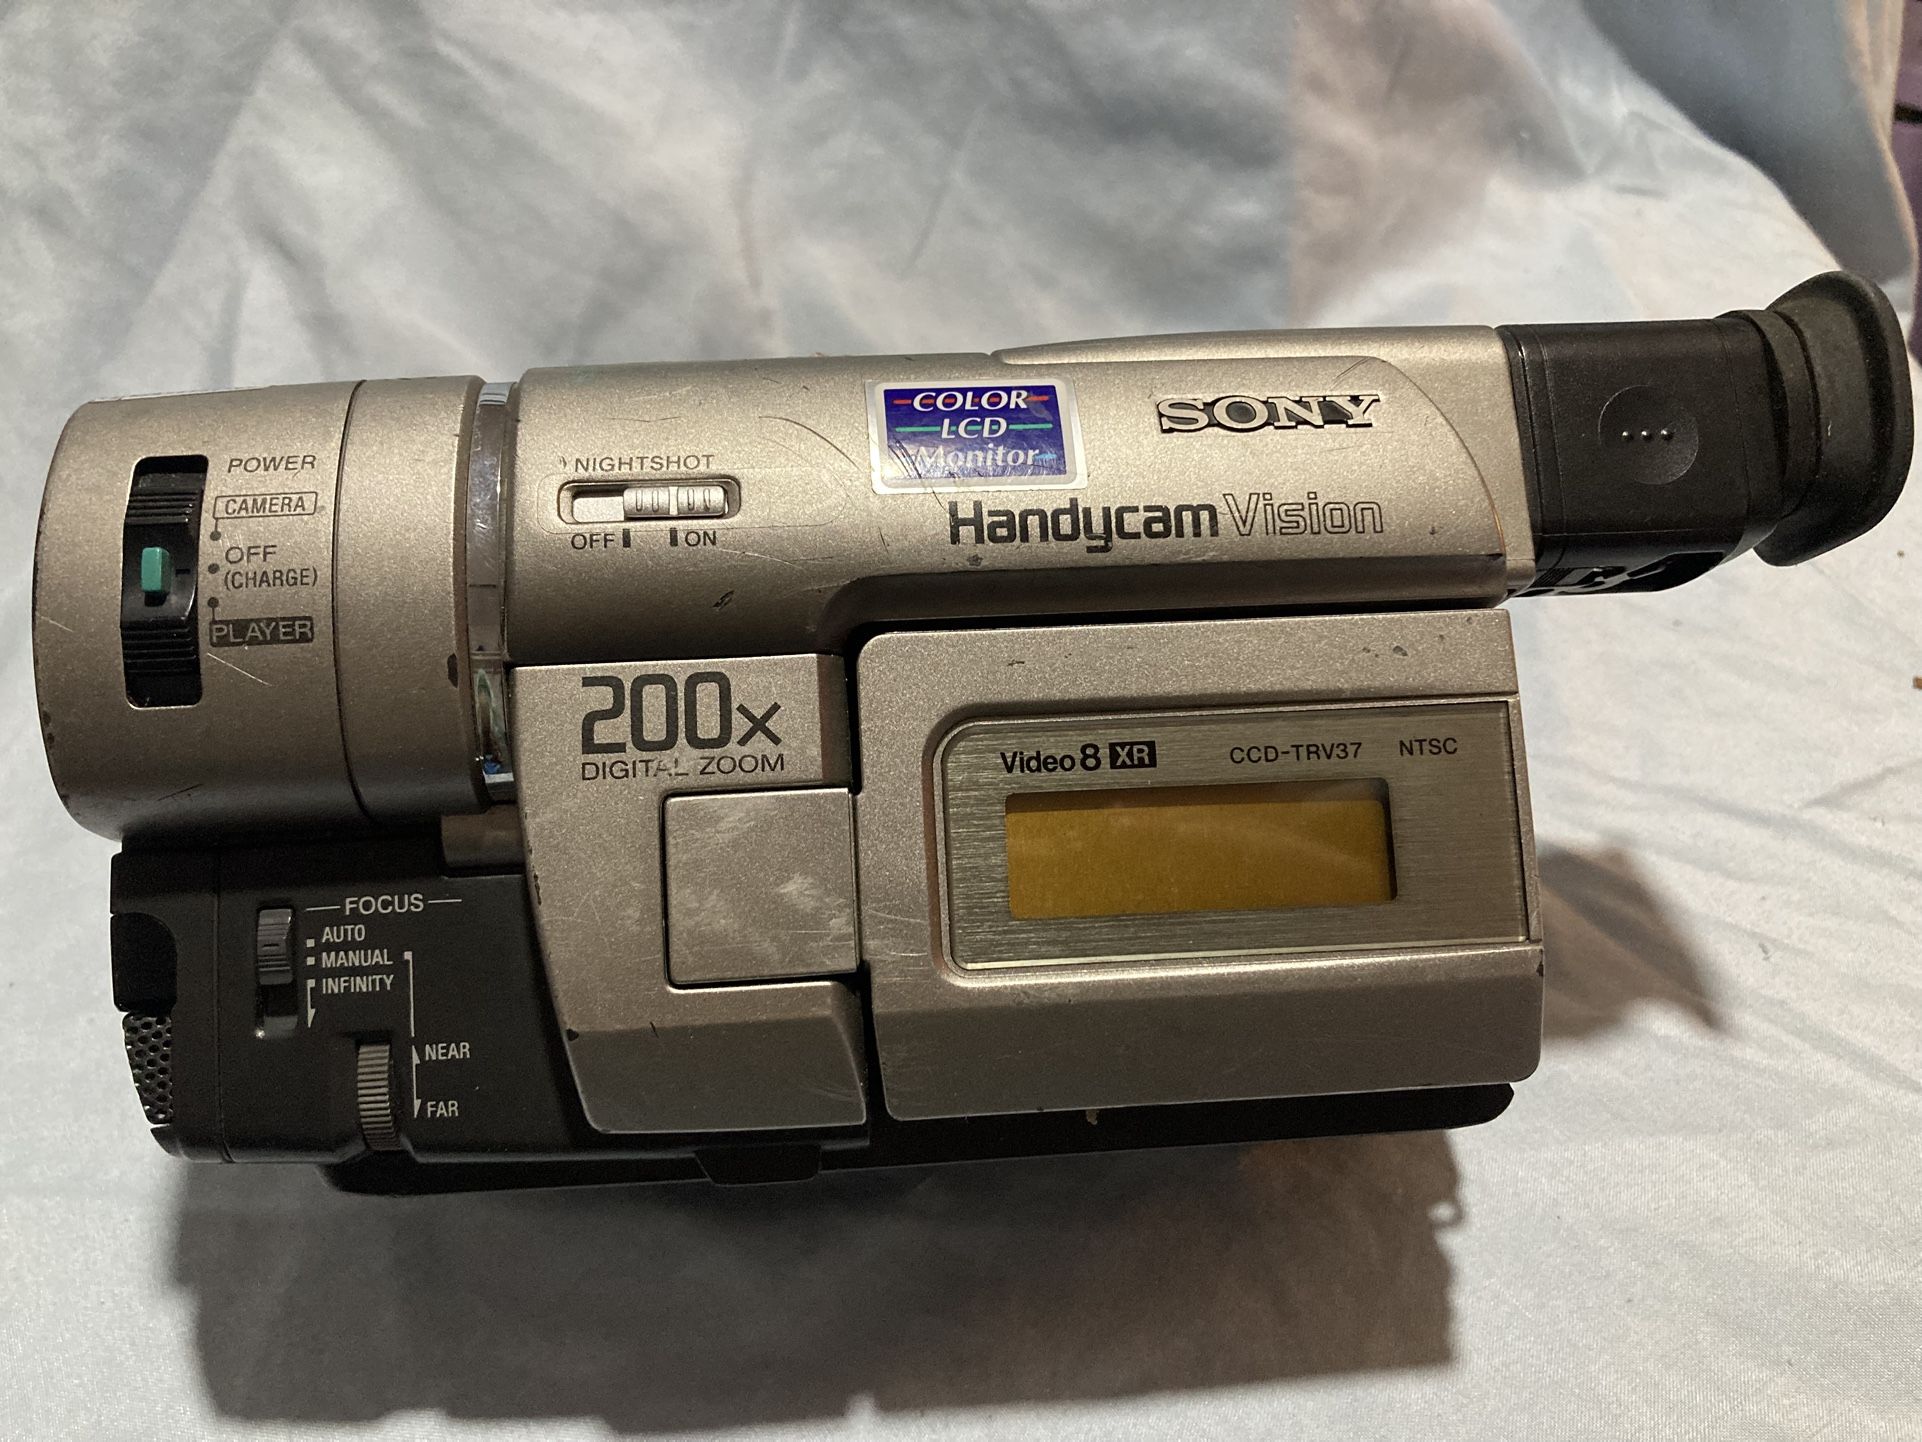 POWER
CAMERA
OFF
(CHARGE)
PLAYER
NIGHTSHOT
OFF ON
COLOR
LCD
Monitor
SONY
Handycam Vision
200x
DIGITAL ZOOM
Video 8 XR CCD-TRV37 NTSC
FOCUS
AUTO
MANUAL
INFINITY
NEAR
FAR